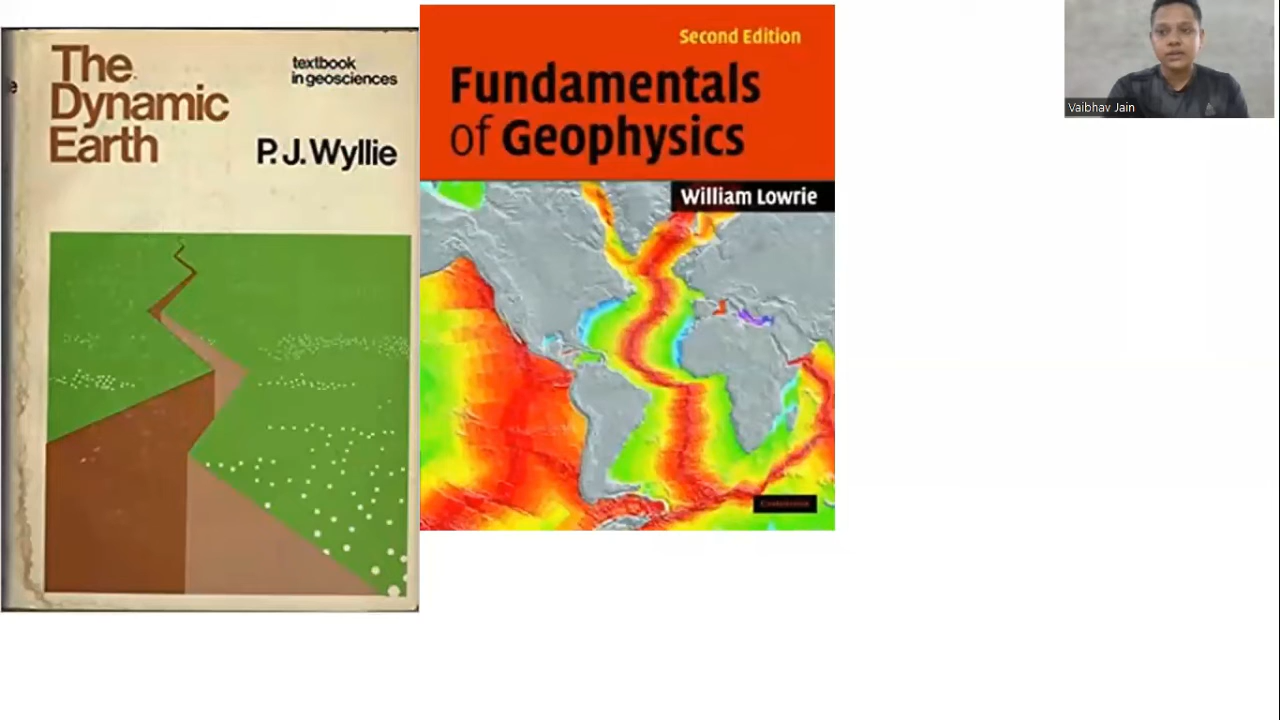 The
Dynamic
Earth
textbook
in geosciences
P. J. Wyllie
e
Second Edition
Fundamentals
of Geophysics
William Lowrie
Vaibhav Jain